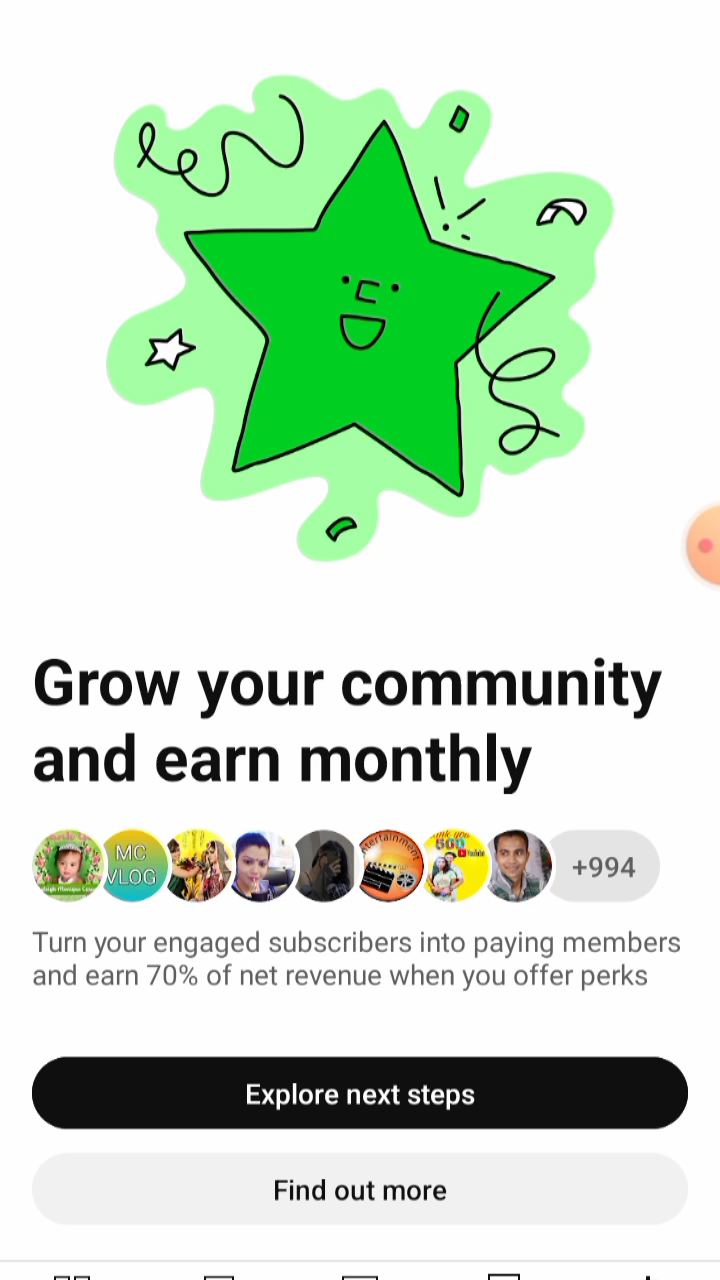 Grow your community
and earn monthly
MC
VLOG
+994
Turn your engaged subscribers into paying members
and earn 70% of net revenue when you offer perks
Explore next steps
Find out more